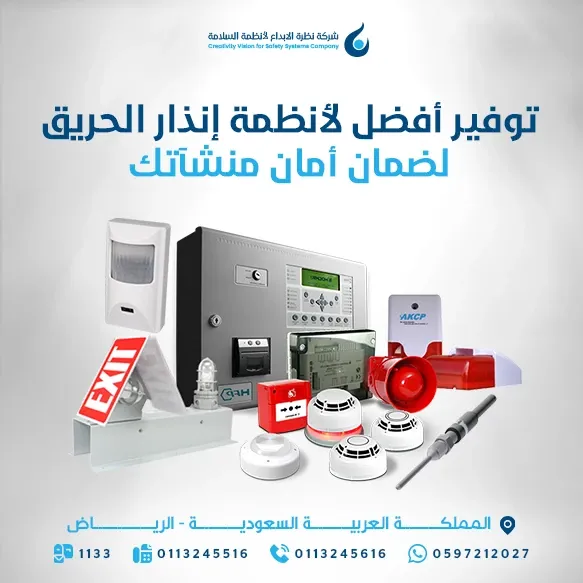 شركة نظرة الابداع لأنظمة السلامة
Creativity Vision for Safety Systems Company
توفير أفضل لأنظمة إنذار الحريق
لضمان أمان منشآتك
AKCP
EXIT
المملكة العربية السعودية - الرياض
1133 0113245516 0113245616 0597212027